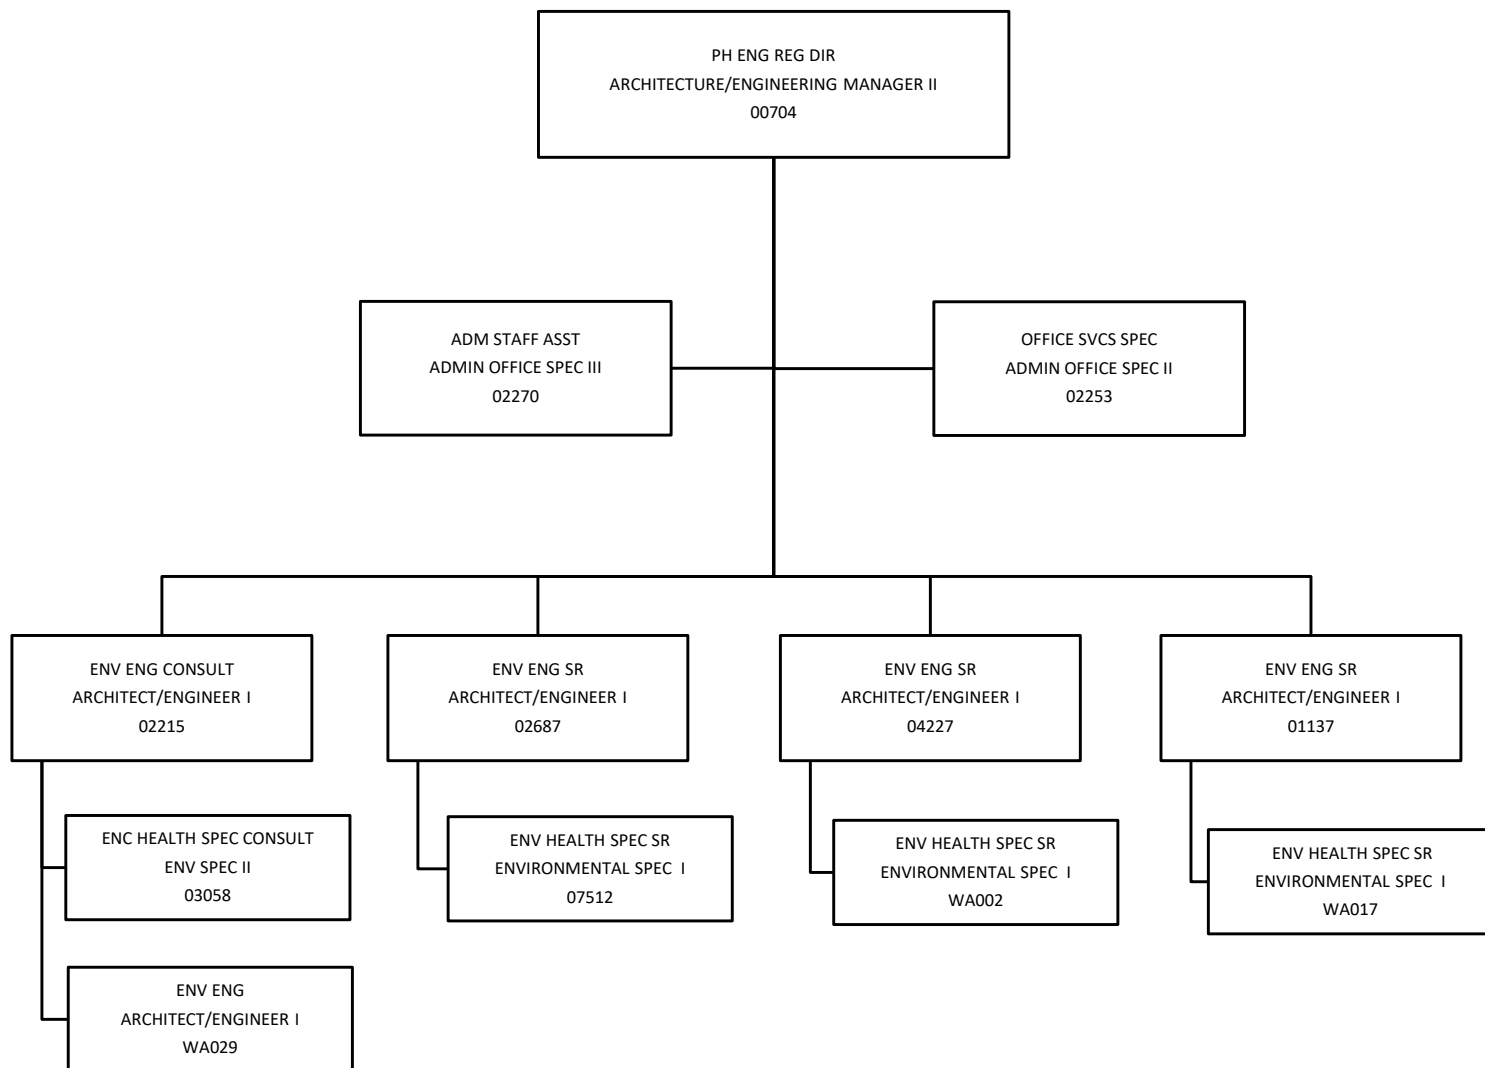 PH ENG REG DIR
ARCHITECTURE/ENGINEERING MANAGER II
00704
ADM STAFF ASST
ADMIN OFFICE SPEC III
02270
OFFICE SVCS SPEC
ADMIN OFFICE SPEC II
02253
ENV ENG CONSULT
ARCHITECT/ENGINEER I
02215
ENV ENG SR
ARCHITECT/ENGINEER I
02687
ENV ENG SR
ARCHITECT/ENGINEER I
04227
ENV ENG SR
ARCHITECT/ENGINEER I
01137
ENC HEALTH SPEC CONSULT
ENV SPEC II
03058
ENV HEALTH SPEC SR
ENVIRONMENTAL SPEC I
07512
ENV HEALTH SPEC SR
ENVIRONMENTAL SPEC I
WA002
ENV HEALTH SPEC SR
ENVIRONMENTAL SPEC I
WA017
ENV ENG
ARCHITECT/ENGINEER I
WA029